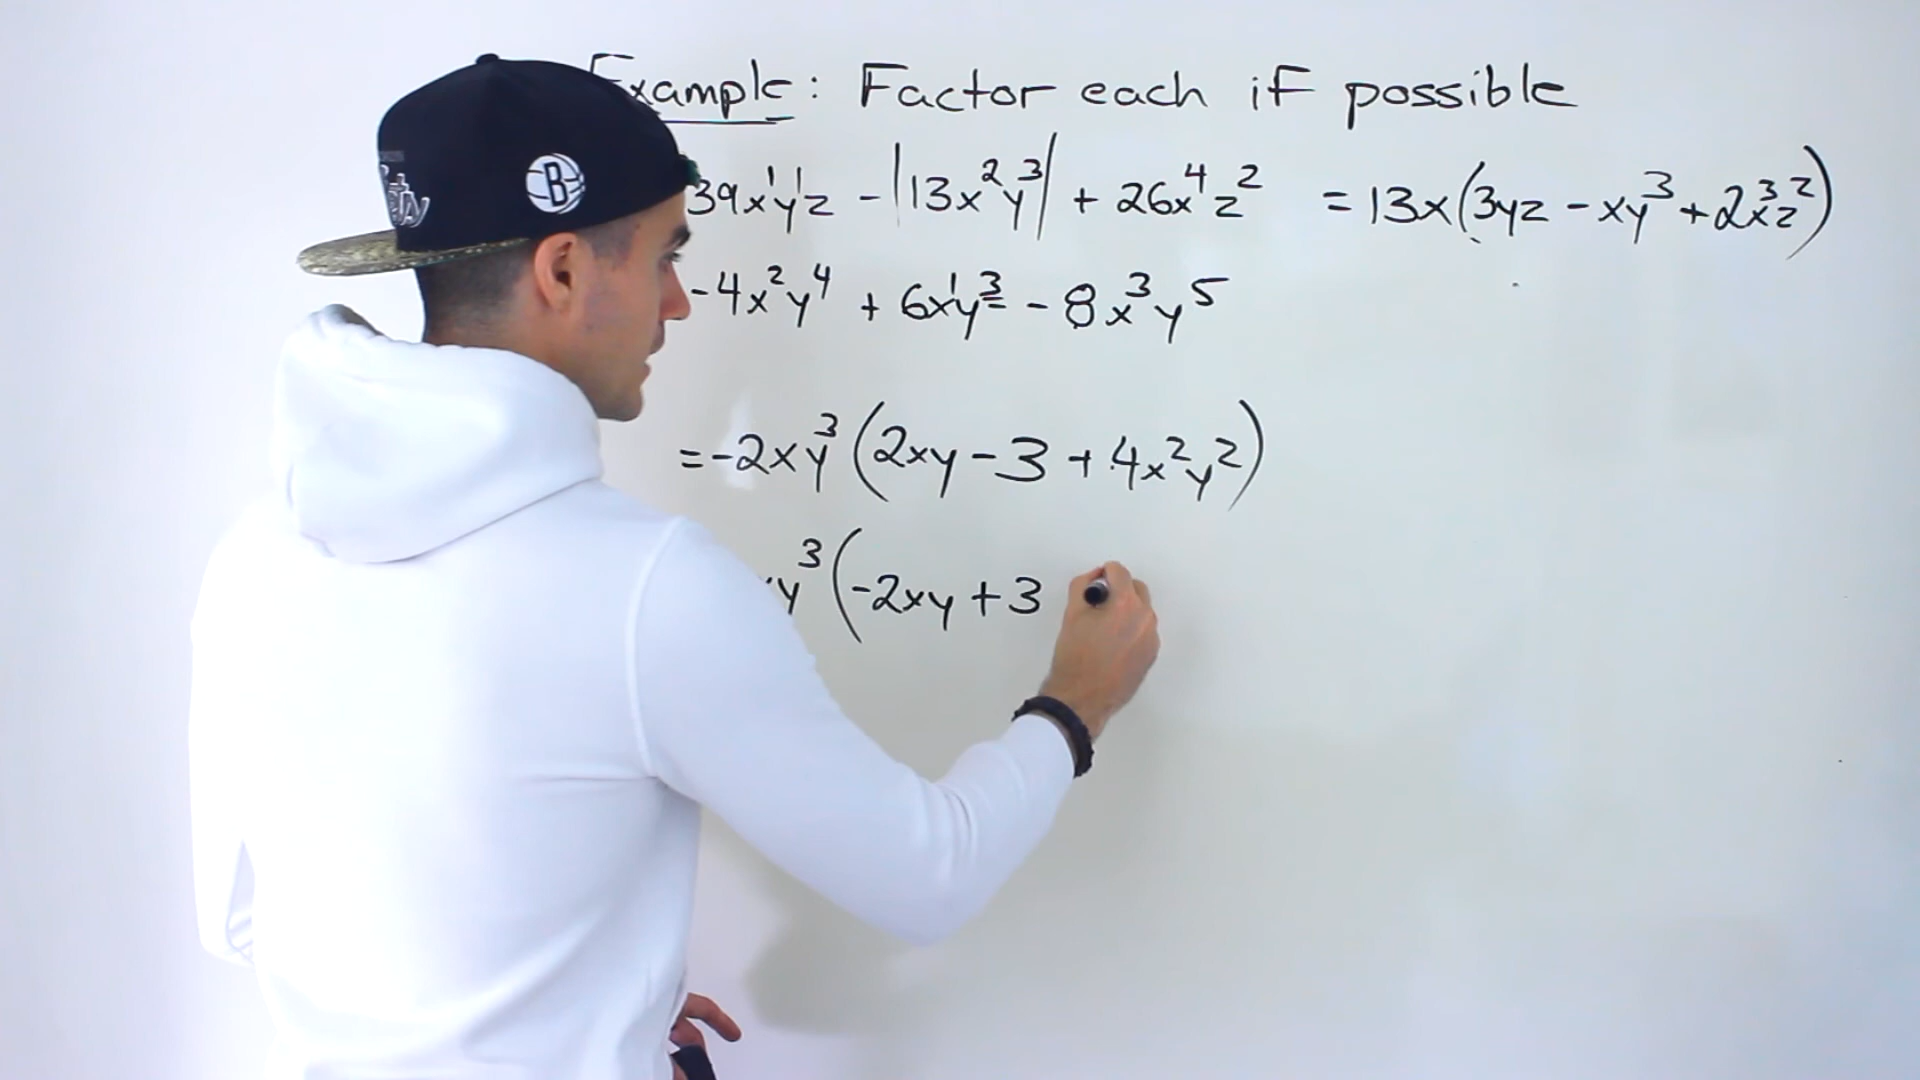 Example: Factor each if possible
39x¹y¹z - |13x²y³| + 26x⁴z² = 13x(3yz - xy³ + 2x³z²)
-4x²y⁴ + 6x¹y³ - 8x³y⁵
= -2xy³(2xy - 3 + 4x²y²)
xy³(-2xy + 3
B